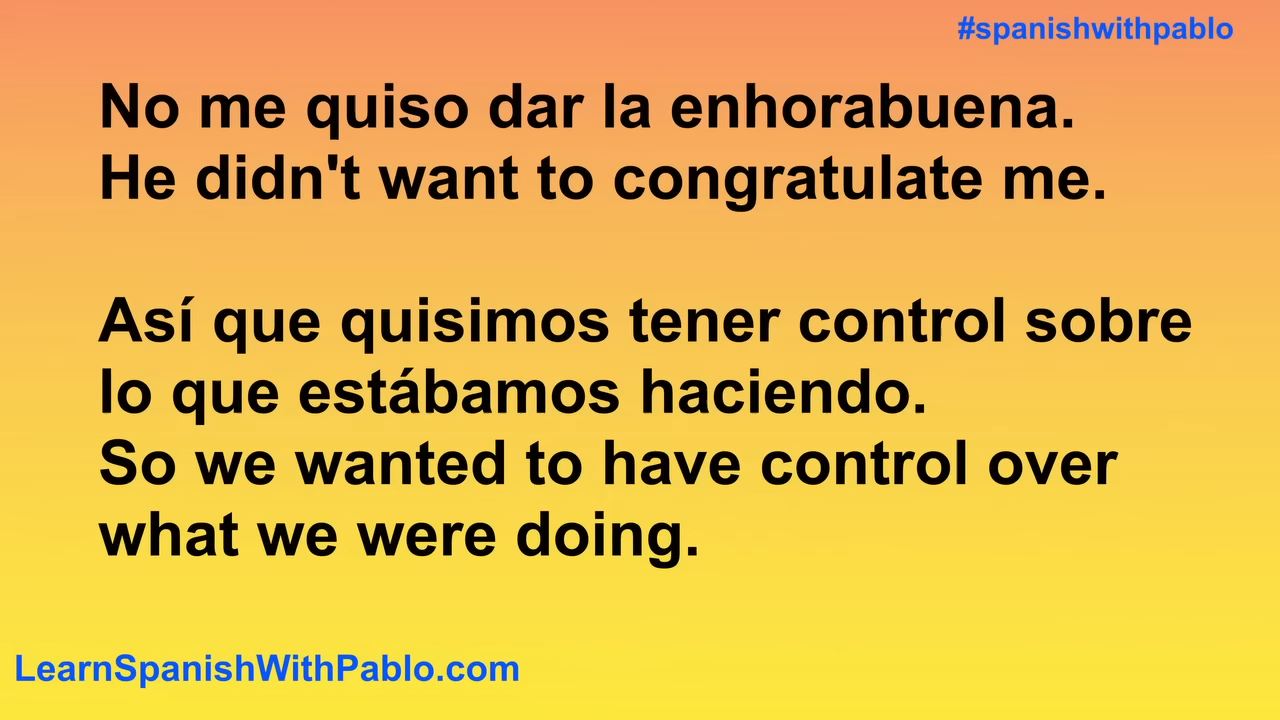 #spanishwithpablo
No me quiso dar la enhorabuena.
He didn't want to congratulate me.
Así que quisimos tener control sobre
lo que estábamos haciendo.
So we wanted to have control over
what we were doing.
LearnSpanishWithPablo.com